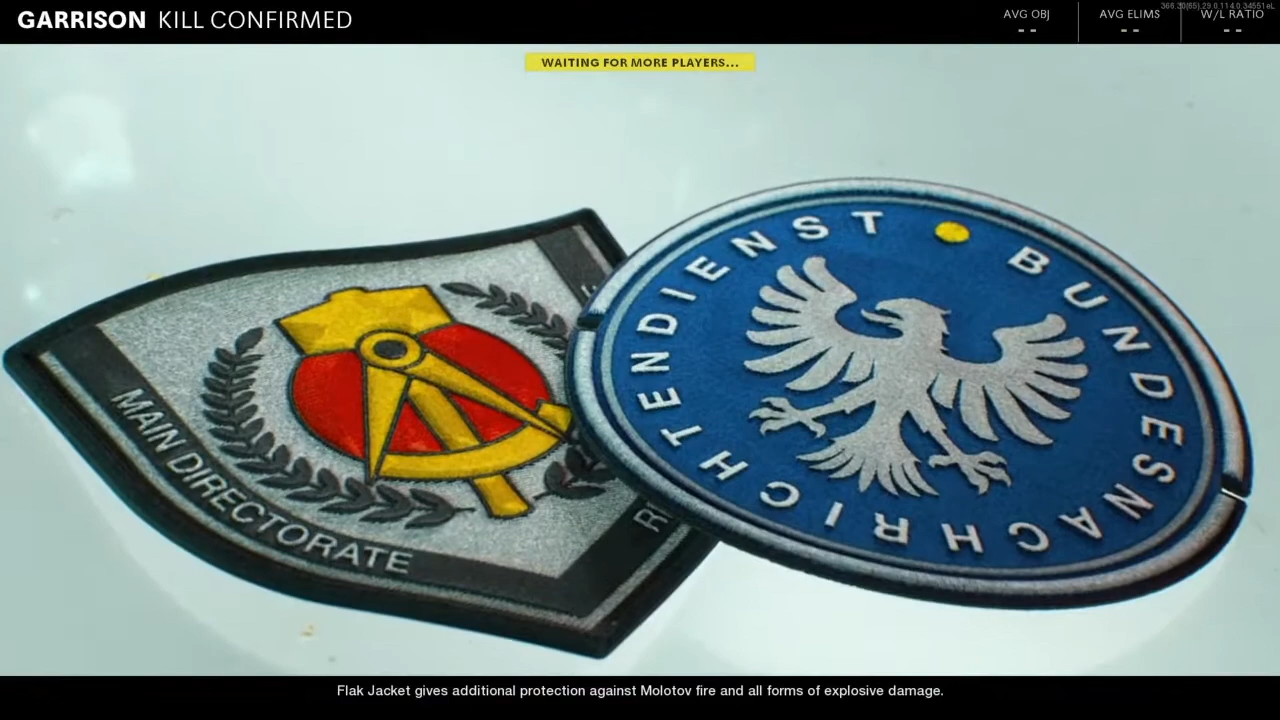 GARRISON KILL CONFIRMED
AVG OBJ
--
AVG ELIMS
--
W/L RATIO
--
WAITING FOR MORE PLAYERS...
MAIN DIRECTORATE
R
BUNDESNACHRICHTENDIENST
Flak Jacket gives additional protection against Molotov fire and all forms of explosive damage.